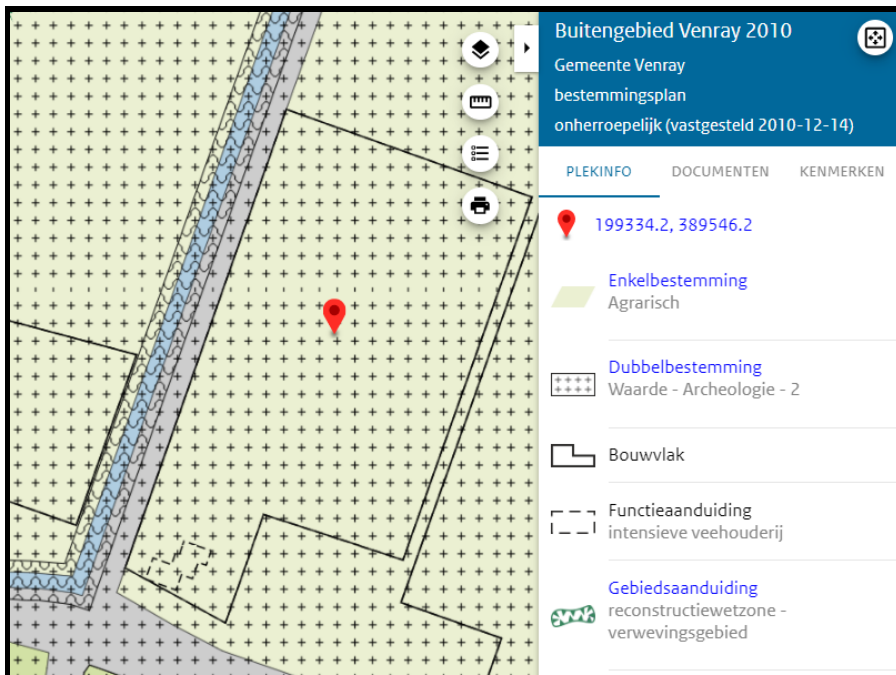 Buitengebied Venray 2010
Gemeente Venray
bestemmingsplan
onherroepelijk (vastgesteld 2010-12-14)
PLEKINFO DOCUMENTEN KENMERKEN
199334.2, 389546.2
Enkelbestemming
Agrarisch
Dubbelbestemming
Waarde - Archeologie - 2
Bouwvlak
Functieaanduiding
intensieve veehouderij
Gebiedsaanduiding
reconstructiewetzone -
verwevingsgebied